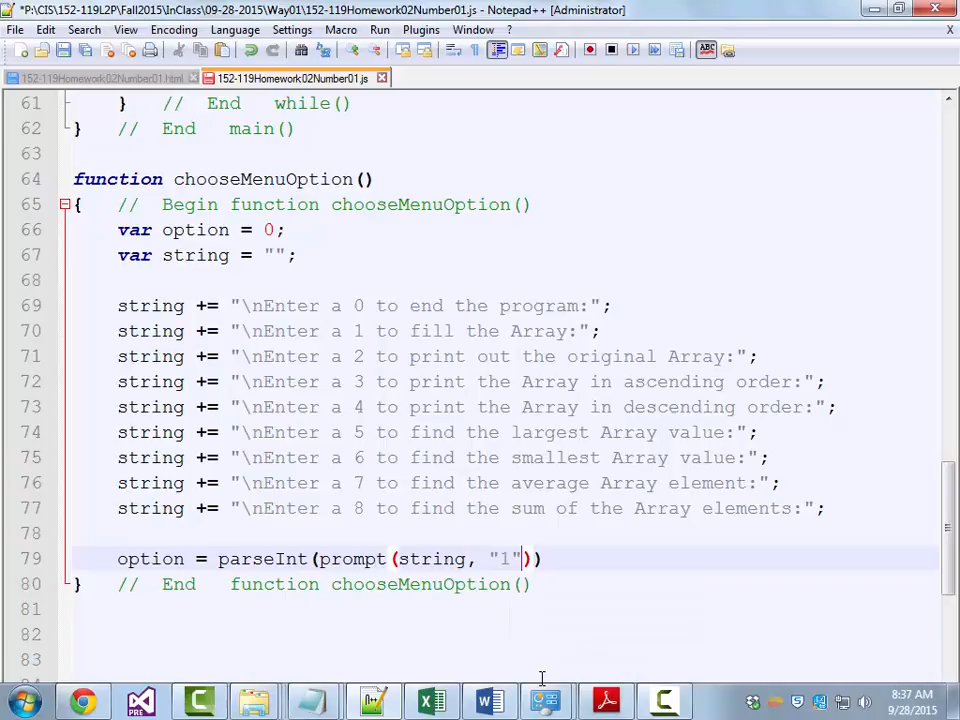 *P:\CIS\152-119L2P\Fall2015\InClass\09-28-2015\Way01\152-119Homework02Number01.js - Notepad++ [Administrator]
File Edit Search View Encoding Language Settings Macro Run Plugins Window ? X
152-119Homework02Number01.html 152-119Homework02Number01.js
61 } // End while()
62 } // End main()
63
64 function chooseMenuOption()
65 { // Begin function chooseMenuOption()
66 var option = 0;
67 var string = "";
68
69 string += "\nEnter a 0 to end the program:";
70 string += "\nEnter a 1 to fill the Array:";
71 string += "\nEnter a 2 to print out the original Array:";
72 string += "\nEnter a 3 to print the Array in ascending order:";
73 string += "\nEnter a 4 to print the Array in descending order:";
74 string += "\nEnter a 5 to find the largest Array value:";
75 string += "\nEnter a 6 to find the smallest Array value:";
76 string += "\nEnter a 7 to find the average Array element:";
77 string += "\nEnter a 8 to find the sum of the Array elements:";
78
79 option = parseInt(prompt(string, "1"))
80 } // End function chooseMenuOption()
81
82
83
8:37 AM
9/28/2015